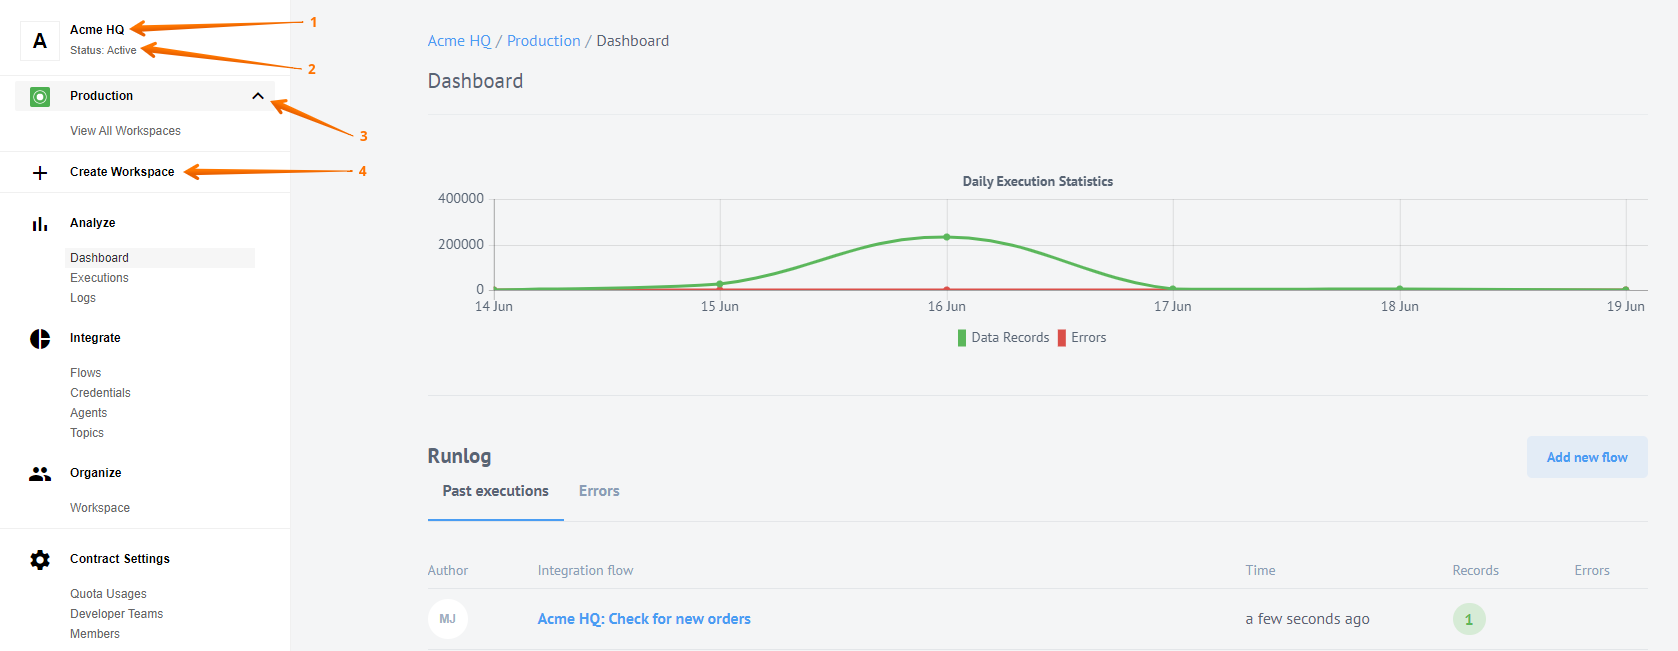 A
Acme HQ
1
Status: Active
2
Production
3
View All Workspaces
Create Workspace
4
Analyze
Dashboard
Executions
Logs
Integrate
Flows
Credentials
Agents
Topics
Organize
Workspace
Contract Settings
Quota Usages
Developer Teams
Members
Acme HQ / Production / Dashboard
Dashboard
Daily Execution Statistics
400000
200000
0
14 Jun 15 Jun 16 Jun 17 Jun 18 Jun 19 Jun
Data Records Errors
Runlog
Add new flow
Past executions Errors
Author Integration flow Time Records Errors
MJ Acme HQ: Check for new orders a few seconds ago 1